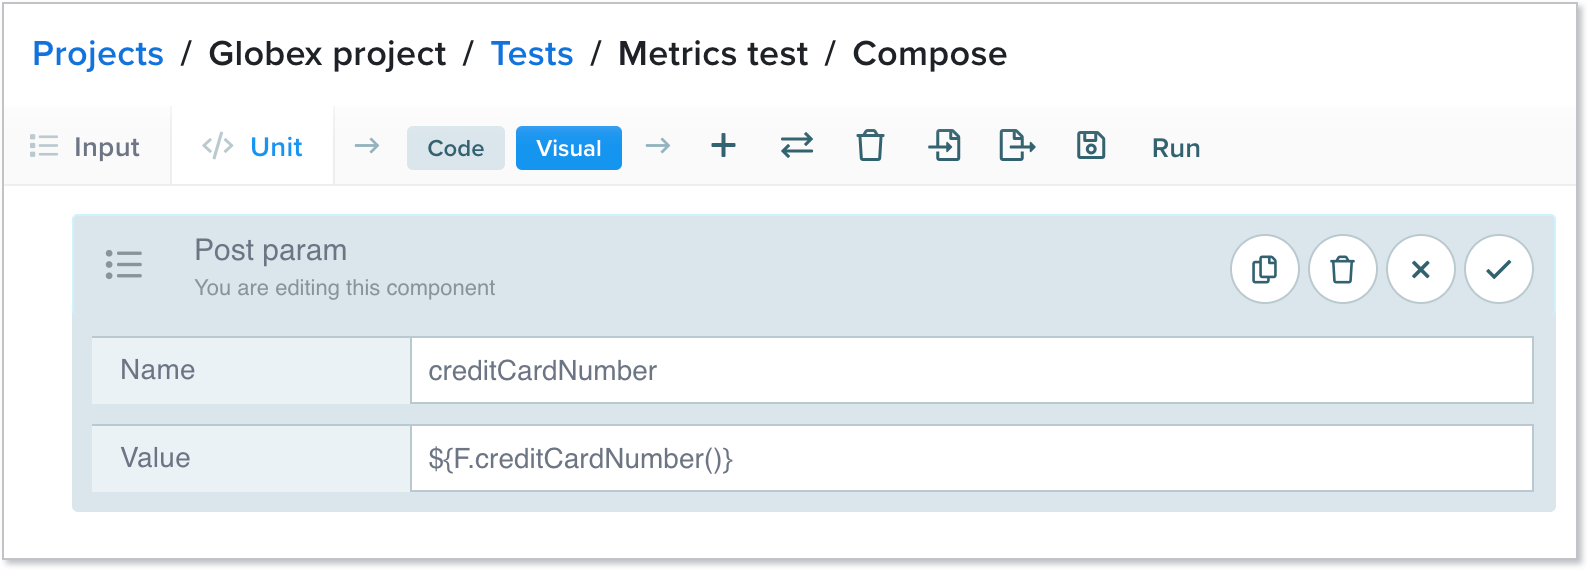 Projects / Globex project / Tests / Metrics test / Compose
Input </> Unit Code Visual Run
Post param
You are editing this component
Name creditCardNumber
Value ${F.creditCardNumber()}